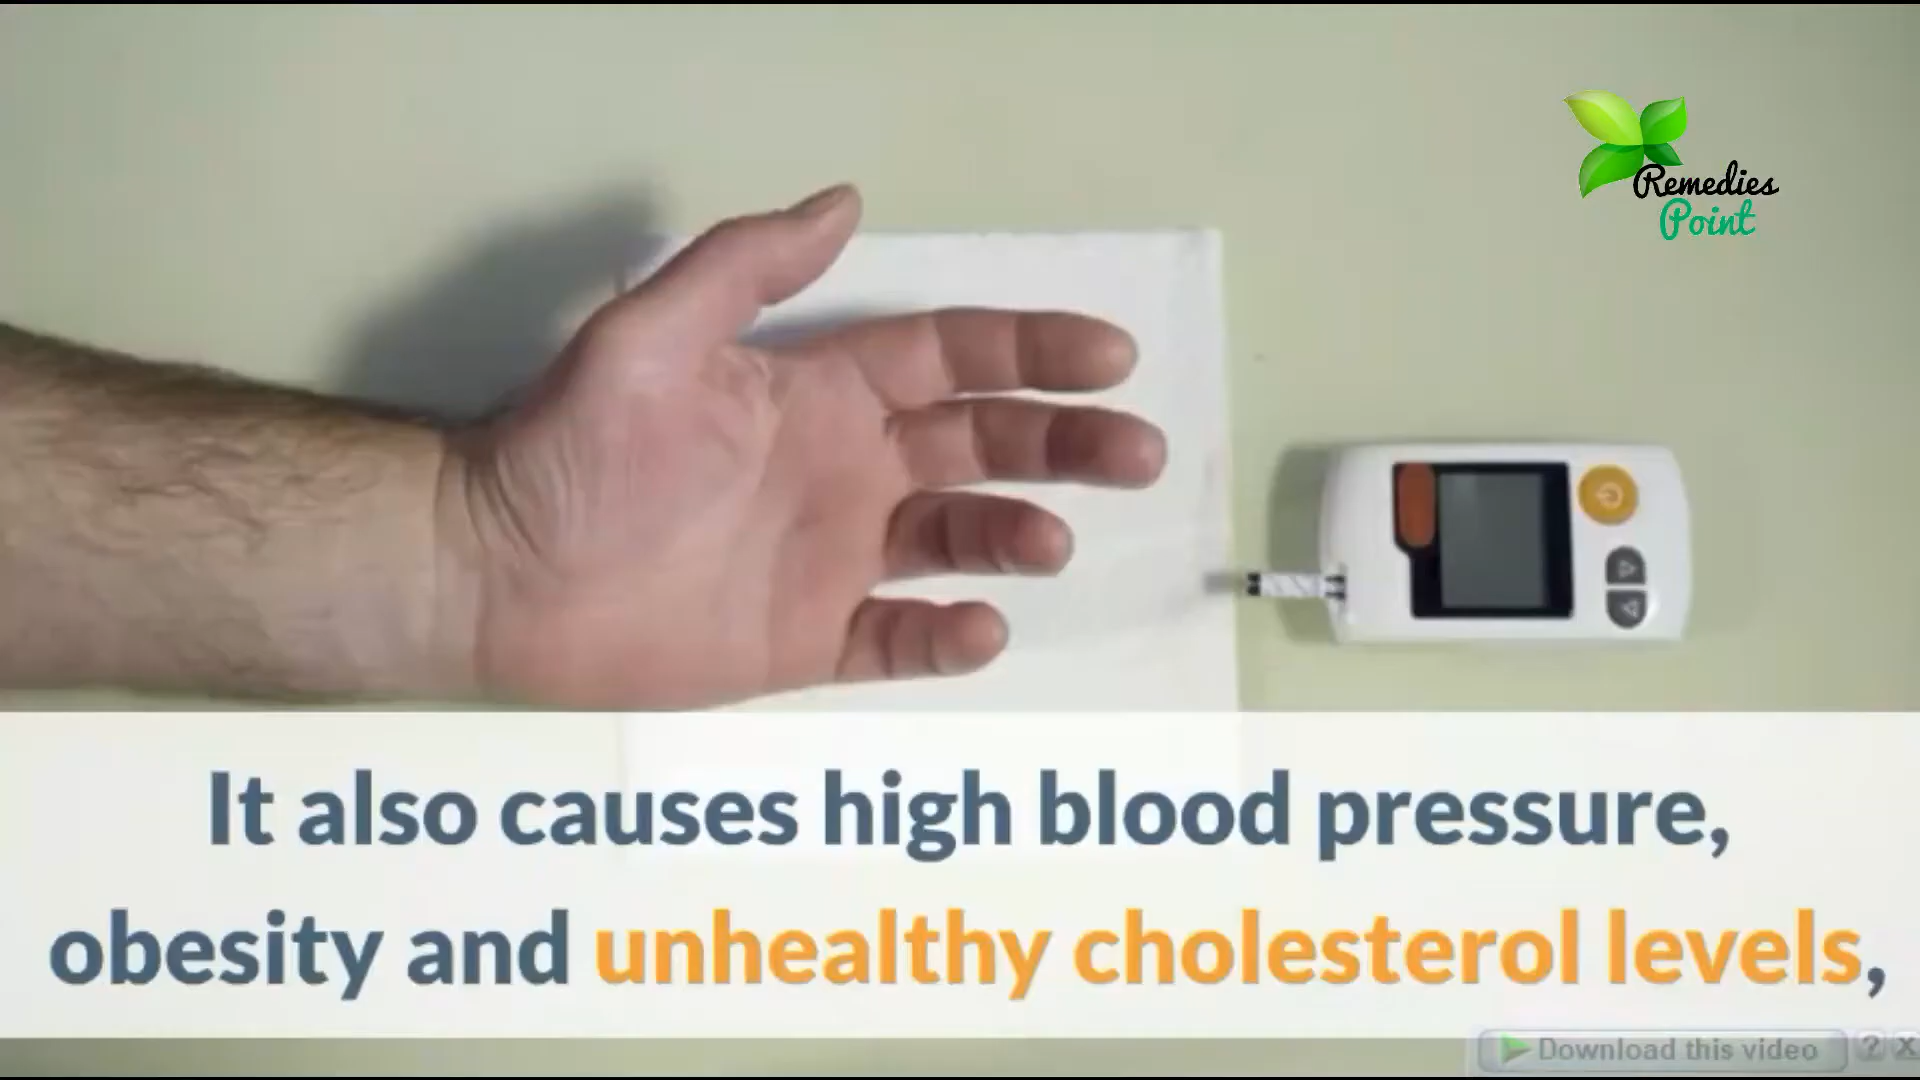 Remedies
Point
It also causes high blood pressure,
obesity and unhealthy cholesterol levels,
Download this video ? X